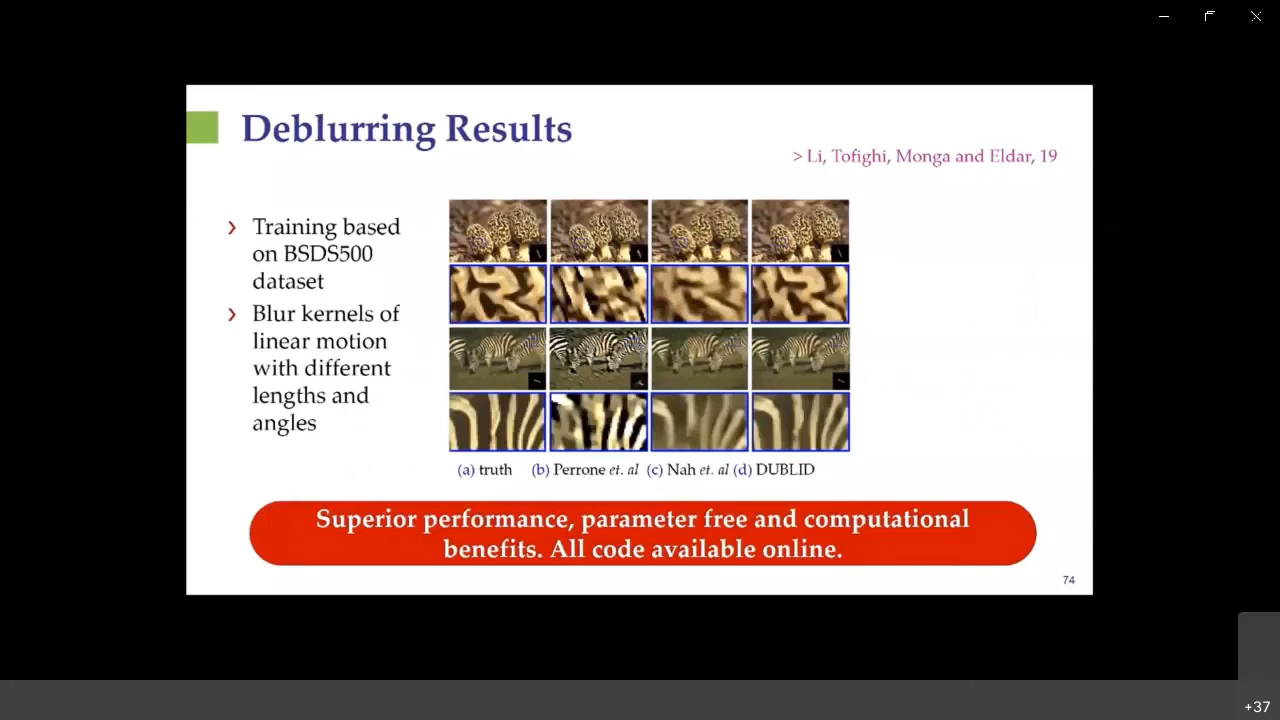 Deblurring Results
> Li, Tofighi, Monga and Eldar, 19
› Training based
on BSDS500
dataset
› Blur kernels of
linear motion
with different
lengths and
angles
(a) truth (b) Perrone et. al (c) Nah et. al (d) DUBLID
Superior performance, parameter free and computational
benefits. All code available online.
74
+37